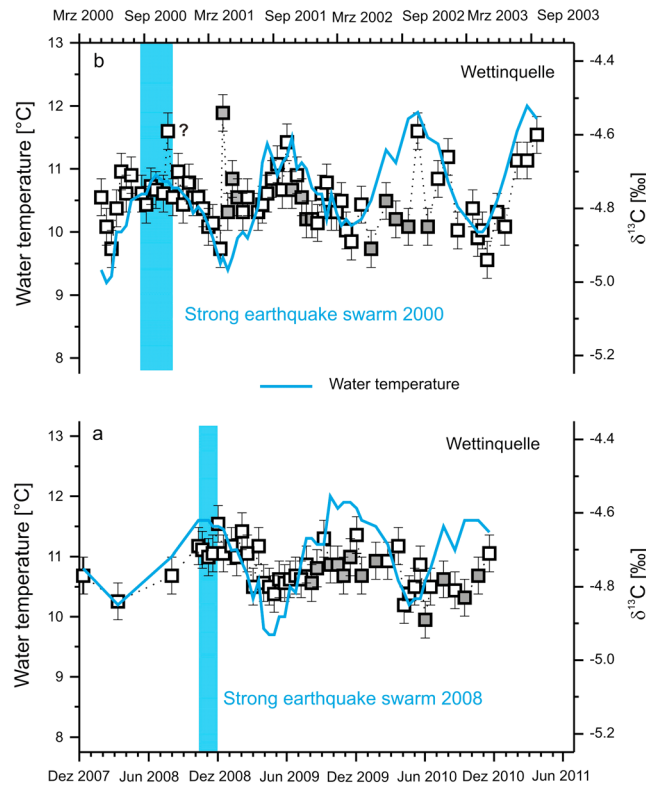 Mrz 2000 Sep 2000 Mrz 2001 Sep 2001 Mrz 2002 Sep 2002 Mrz 2003 Sep 2003
b
Wettinquelle
?
Strong earthquake swarm 2000
13
12
11
10
9
8
Water temperature [°C]
-4.4
-4.6
-4.8
-5.0
-5.2
δ¹³C [‰]
Water temperature
a
Wettinquelle
Strong earthquake swarm 2008
13
12
11
10
9
8
Water temperature [°C]
-4.4
-4.6
-4.8
-5.0
-5.2
δ¹³C [‰]
Dez 2007 Jun 2008 Dez 2008 Jun 2009 Dez 2009 Jun 2010 Dez 2010 Jun 2011